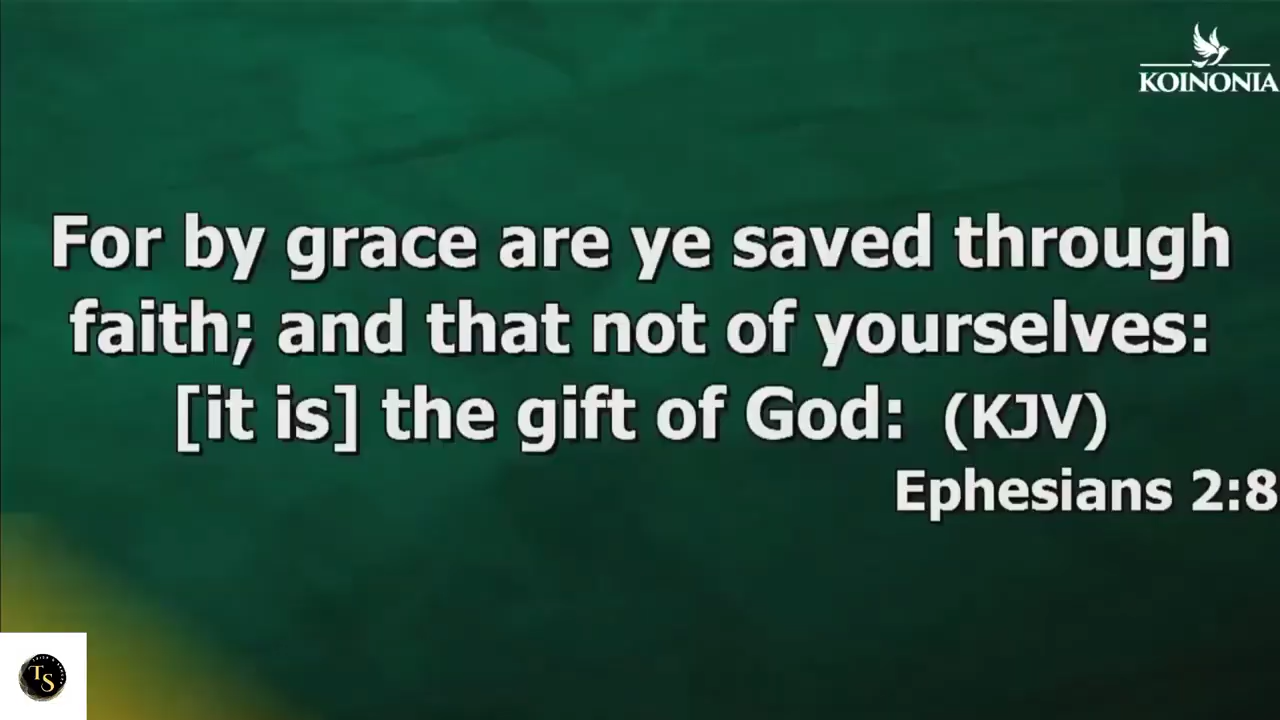 KOINONIA
For by grace are ye saved through
faith; and that not of yourselves:
[it is] the gift of God: (KJV)
Ephesians 2:8
TS